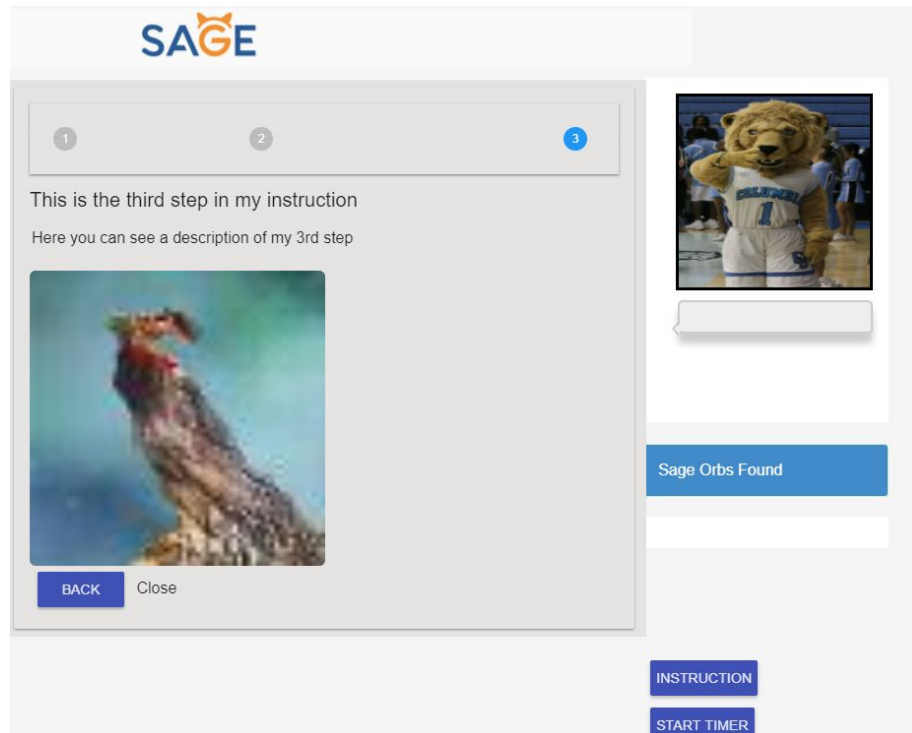 SAGE
1 2 3
This is the third step in my instruction
Here you can see a description of my 3rd step
BACK Close
1
Sage Orbs Found
INSTRUCTION
START TIMER